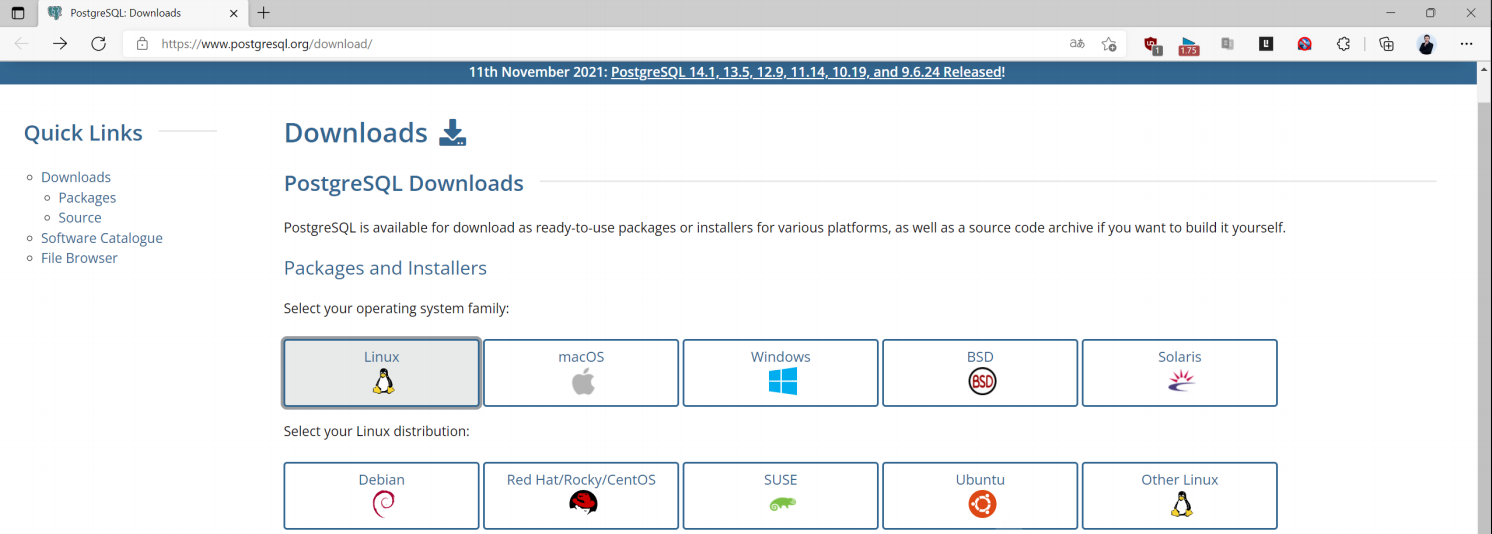 PostgreSQL: Downloads
https://www.postgresql.org/download/
aあ
1
1.75
11th November 2021: PostgreSQL 14.1, 13.5, 12.9, 11.14, 10.19, and 9.6.24 Released!
Quick Links
Downloads
Packages
Source
Software Catalogue
File Browser
Downloads
PostgreSQL Downloads
PostgreSQL is available for download as ready-to-use packages or installers for various platforms, as well as a source code archive if you want to build it yourself.
Packages and Installers
Select your operating system family:
Linux
macOS
Windows
BSD
BSD
Solaris
Select your Linux distribution:
Debian
Red Hat/Rocky/CentOS
SUSE
Ubuntu
Other Linux